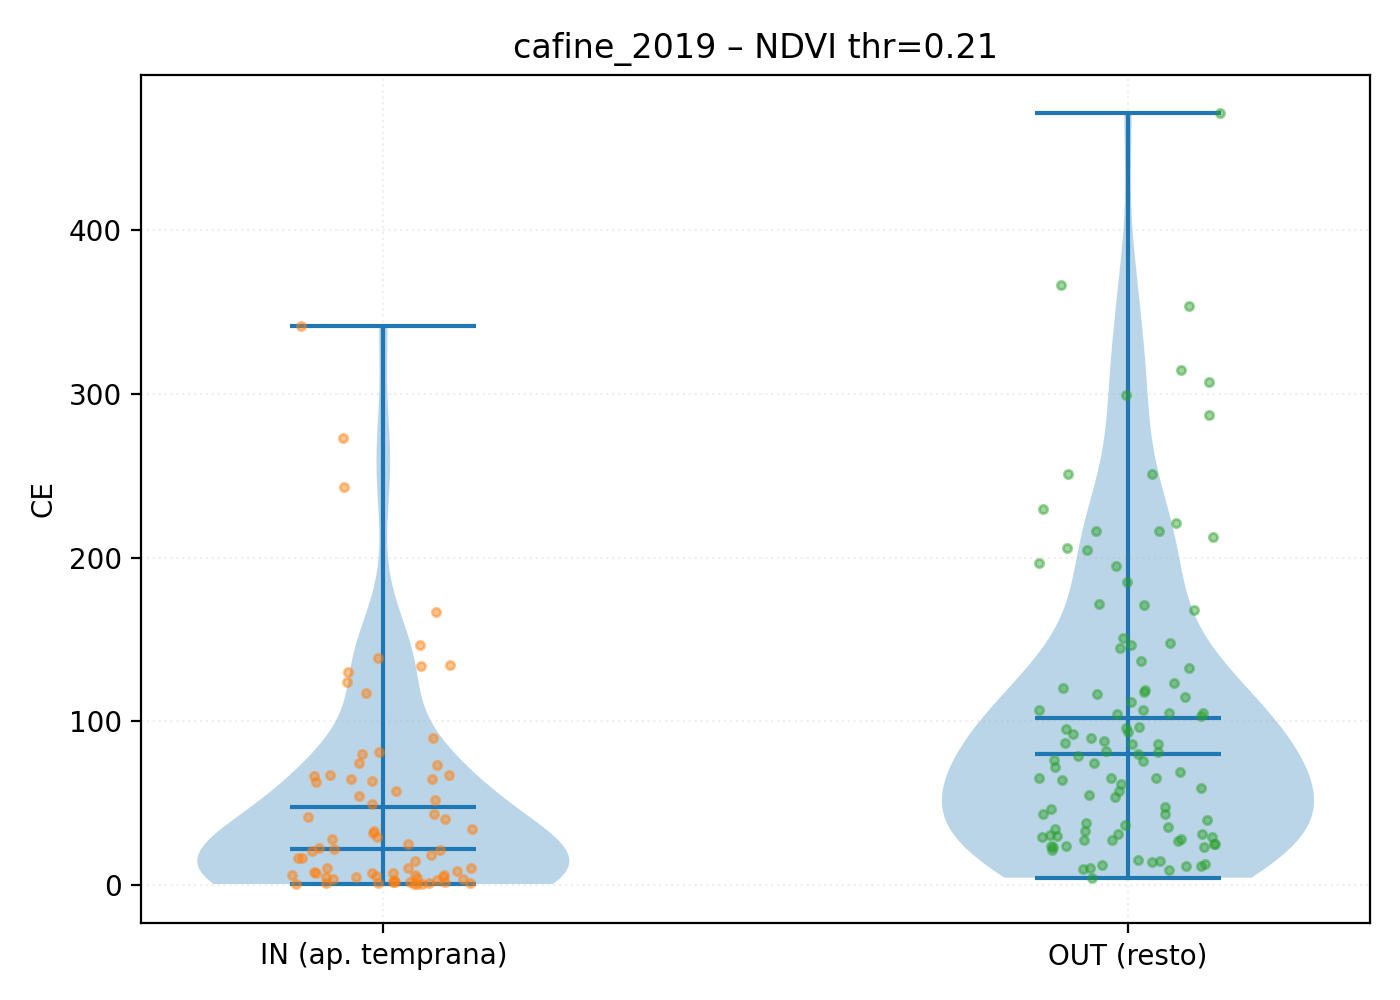 cafine_2019 – NDVI thr=0.21
CE
400
300
200
100
0
IN (ap. temprana)
OUT (resto)